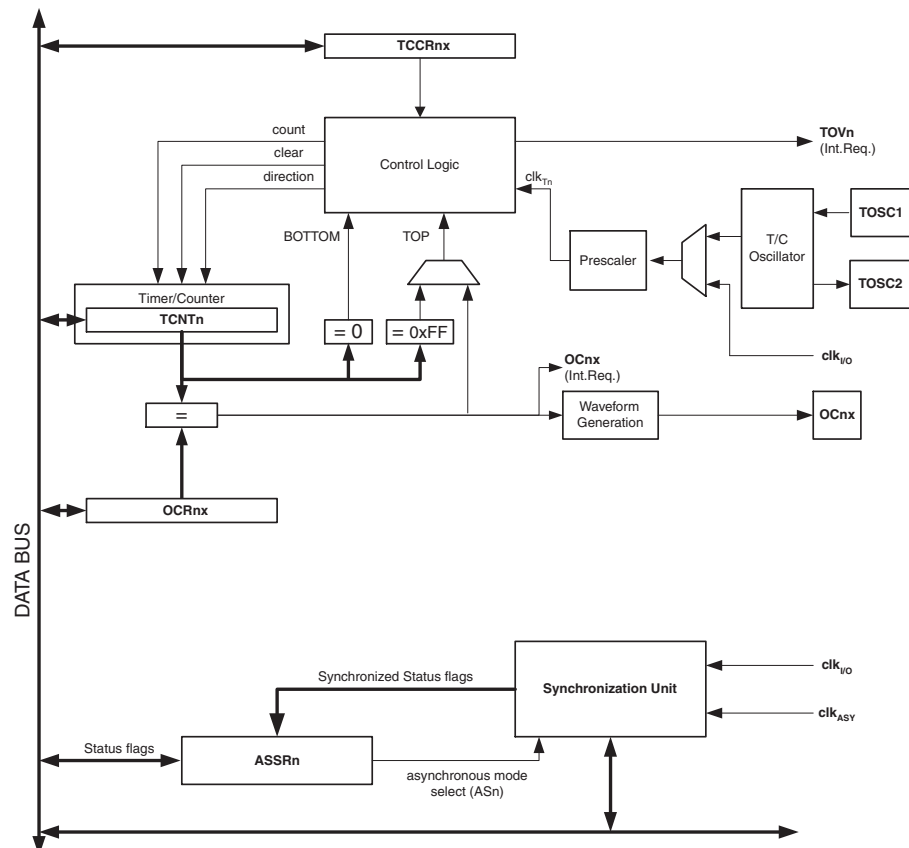 TCCRnx
count
clear
direction
Control Logic
TOVn
(Int.Req.)
clkTn
BOTTOM
TOP
Prescaler
T/C
Oscillator
TOSC1
TOSC2
Timer/Counter
TCNTn
= 0
= 0xFF
clkI/O
OCnx
(Int.Req.)
=
Waveform
Generation
OCnx
OCRnx
DATA BUS
Synchronized Status flags
Synchronization Unit
clkI/O
clkASY
Status flags
ASSRn
asynchronous mode
select (ASn)